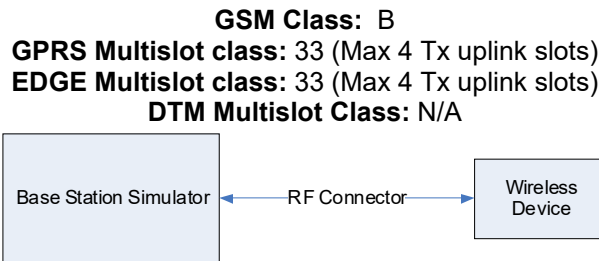 GSM Class: B
GPRS Multislot class: 33 (Max 4 Tx uplink slots)
EDGE Multislot class: 33 (Max 4 Tx uplink slots)
DTM Multislot Class: N/A
Base Station Simulator
RF Connector
Wireless
Device